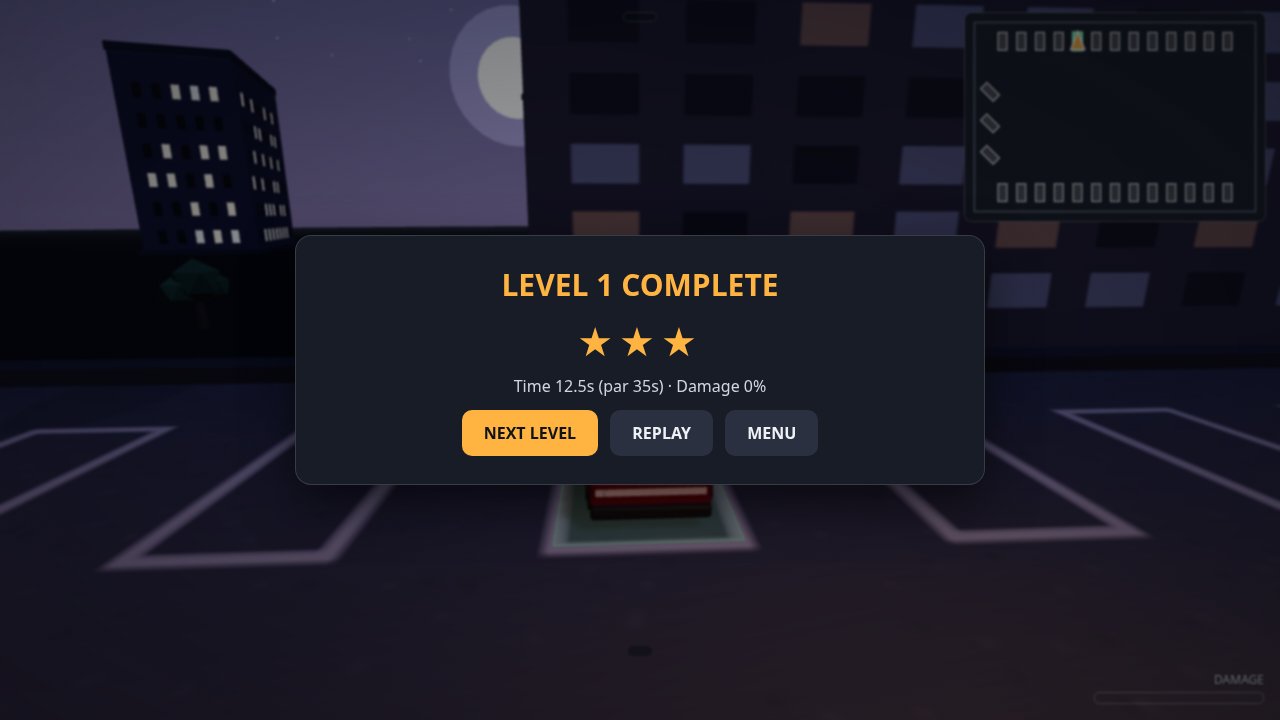 LEVEL 1 COMPLETE
★ ★ ★
Time 12.5s (par 35s) · Damage 0%
NEXT LEVEL REPLAY MENU
DAMAGE